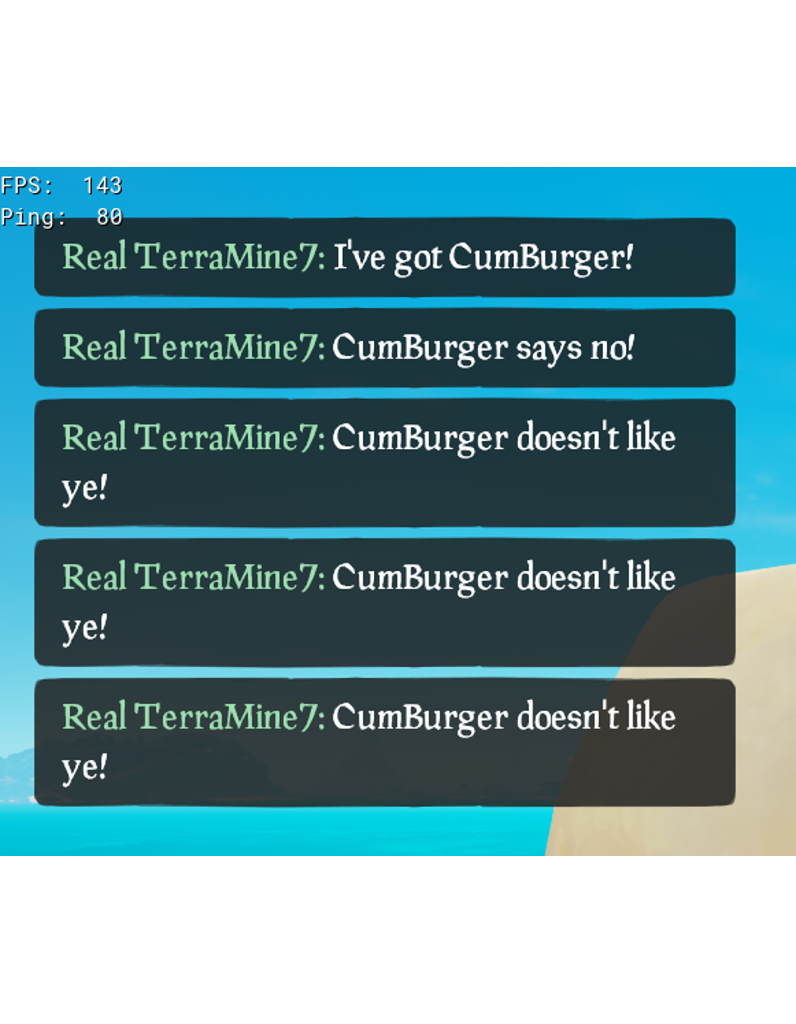 FPS: 143
Ping: 80
Real TerraMine7: I've got CumBurger!
Real TerraMine7: CumBurger says no!
Real TerraMine7: CumBurger doesn't like
ye!
Real TerraMine7: CumBurger doesn't like
ye!
Real TerraMine7: CumBurger doesn't like
ye!